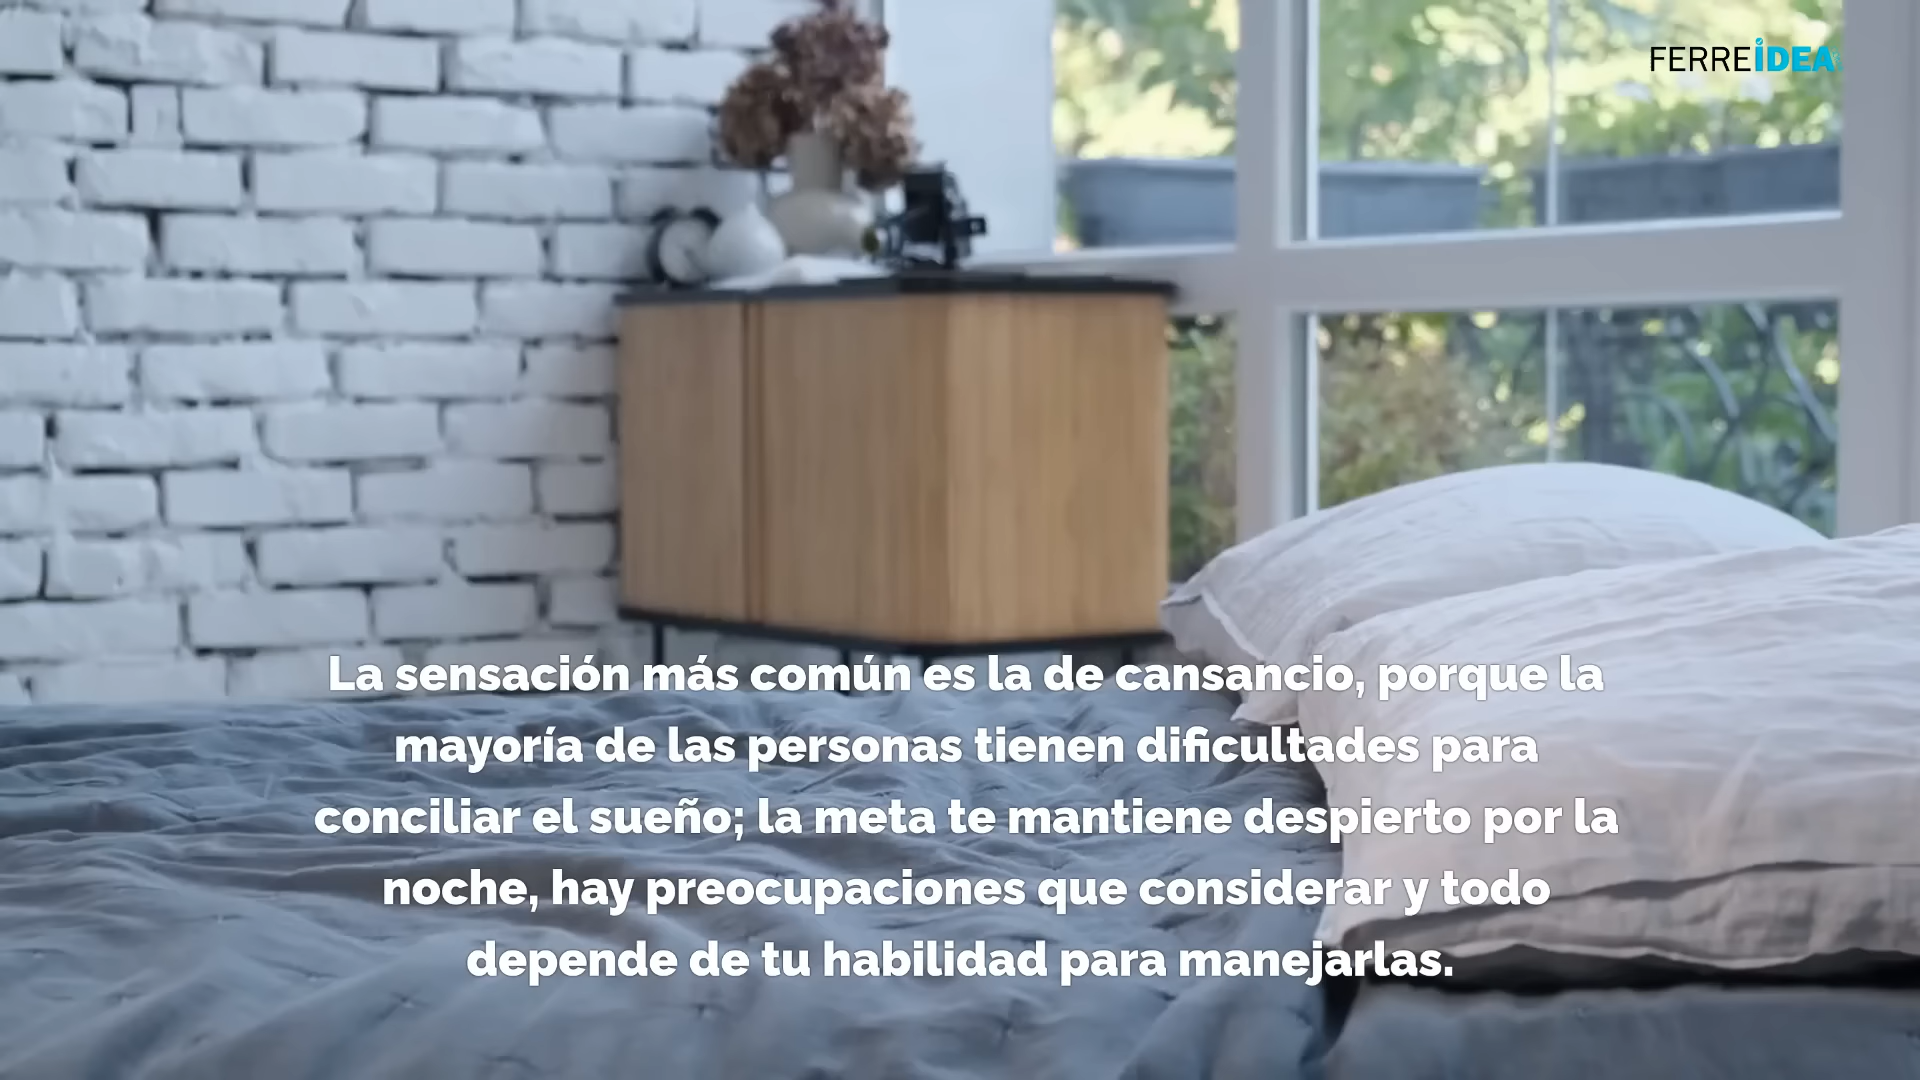 FERREIDEA
La sensación más común es la de cansancio, porque la
mayoría de las personas tienen dificultades para
conciliar el sueño; la meta te mantiene despierto por la
noche, hay preocupaciones que considerar y todo
depende de tu habilidad para manejarlas.